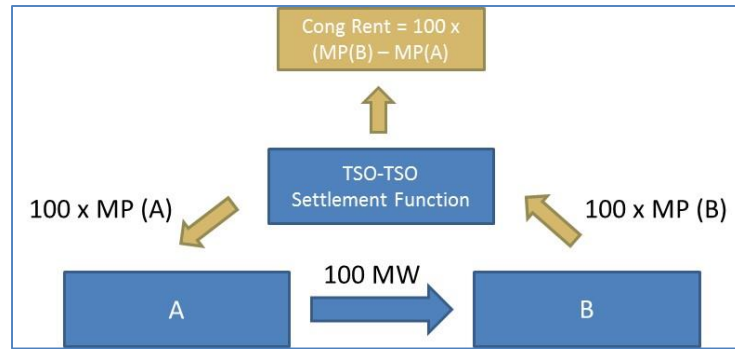 Cong Rent = 100 x
(MP(B) – MP(A)
TSO-TSO
Settlement Function
100 x MP (A)
100 x MP (B)
100 MW
A
B